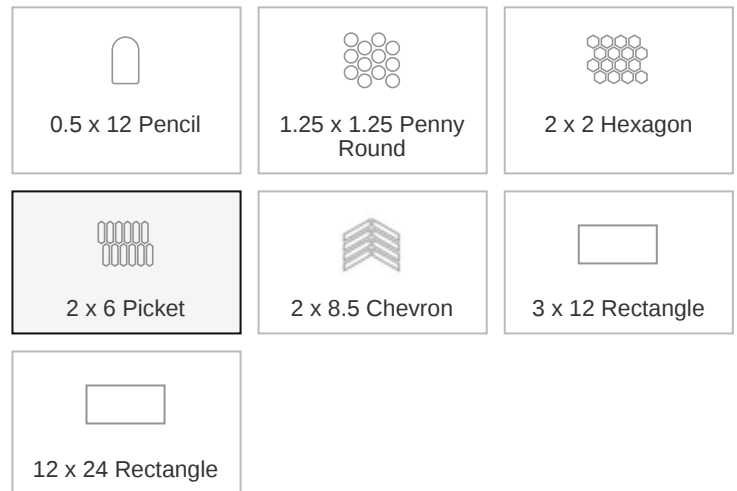 0.5 x 12 Pencil
1.25 x 1.25 Penny
Round
2 x 2 Hexagon
2 x 6 Picket
2 x 8.5 Chevron
3 x 12 Rectangle
12 x 24 Rectangle